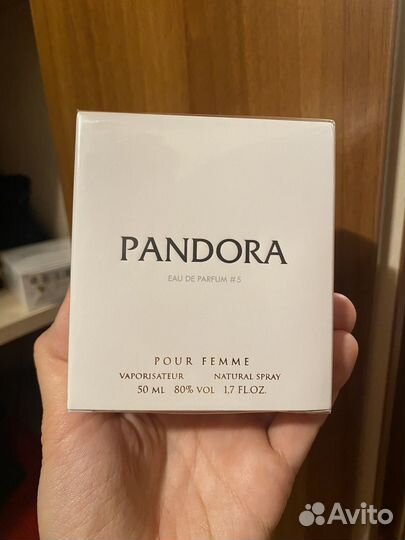 PANDORA
EAU DE PARFUM #5
POUR FEMME
VAPORISATEUR NATURAL SPRAY
50 ML 80% VOL 1,7 FL.OZ.
Avito